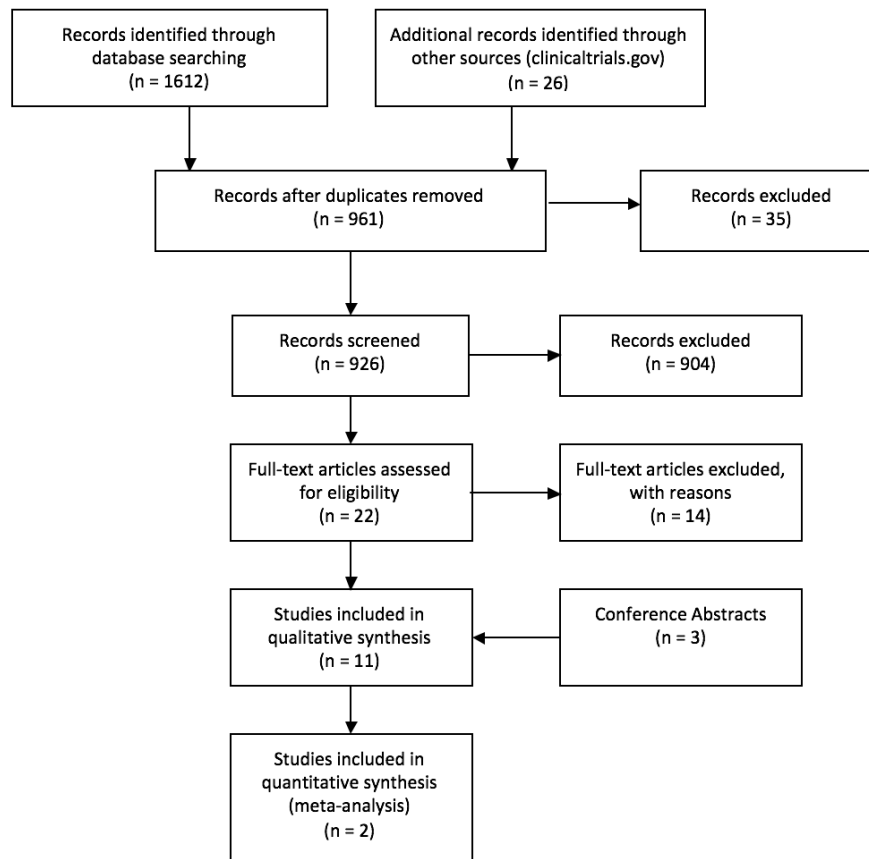 Records identified through
database searching
(n = 1612)
Additional records identified through
other sources (clinicaltrials.gov)
(n = 26)
Records after duplicates removed
(n = 961)
Records excluded
(n = 35)
Records screened
(n = 926)
Records excluded
(n = 904)
Full-text articles assessed
for eligibility
(n = 22)
Full-text articles excluded,
with reasons
(n = 14)
Studies included in
qualitative synthesis
(n = 11)
Conference Abstracts
(n = 3)
Studies included in
quantitative synthesis
(meta-analysis)
(n = 2)